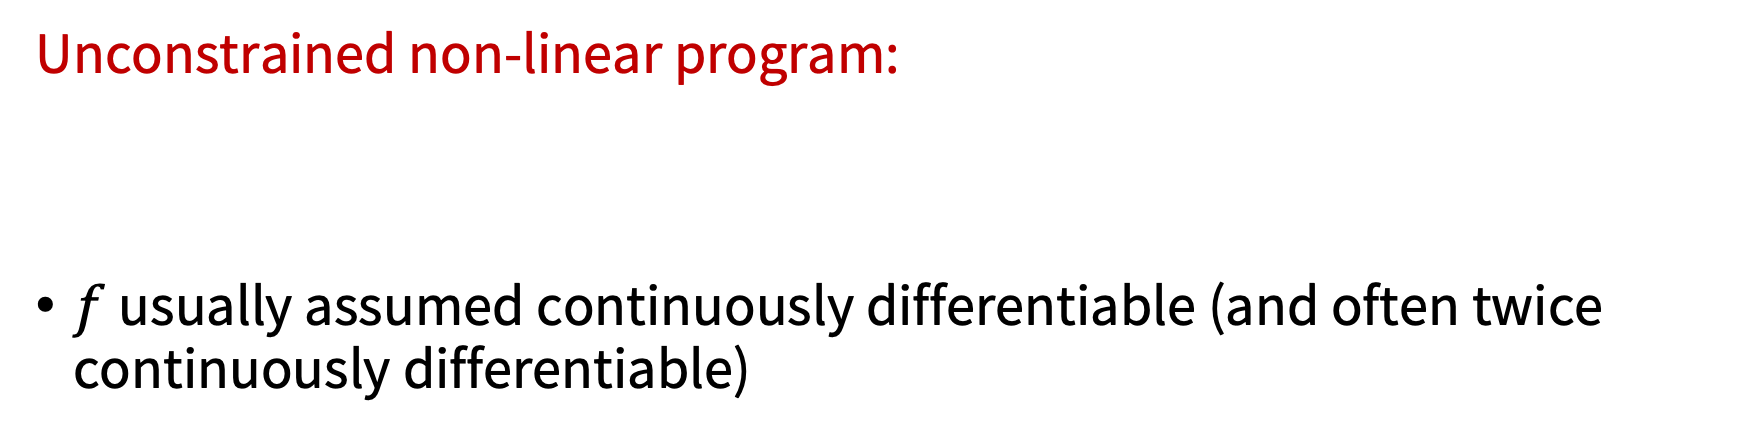 Unconstrained non-linear program:
• f usually assumed continuously differentiable (and often twice
continuously differentiable)